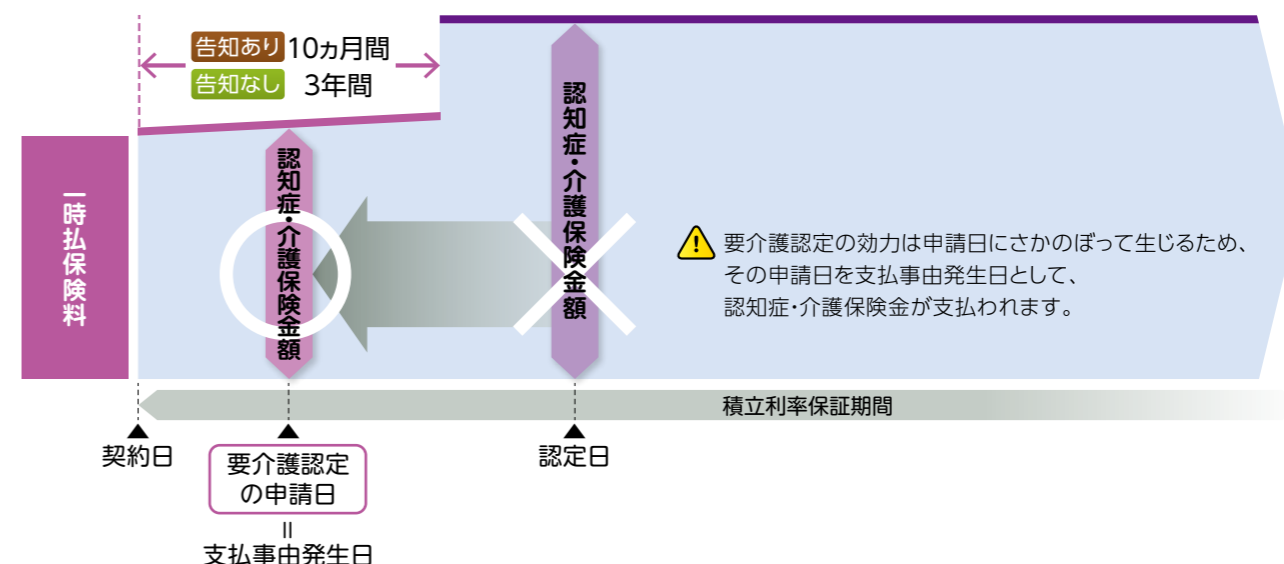 告知あり 10ヵ月間
告知なし 3年間
一時払保険料
認知症・介護保険金額
認知症・介護保険金額
要介護認定の効力は申請日にさかのぼって生じるため、
その申請日を支払事由発生日として、
認知症・介護保険金が支払われます。
積立利率保証期間
契約日
要介護認定
の申請日
=
支払事由発生日
認定日